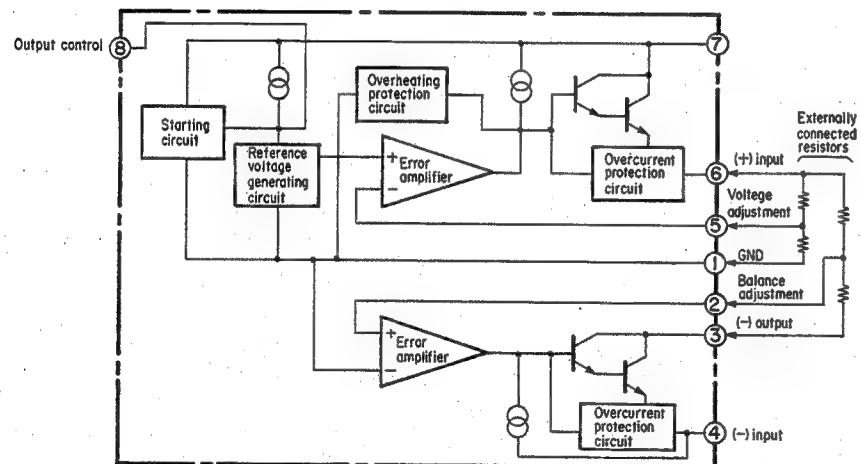 Output control
8
7
Overheating
protection
circuit
Starting
circuit
Reference
voltage
generating
circuit
+
Error
amplifier
−
Overcurrent
protection
circuit
Externally
connected
resistors
6
(+) input
Voltege
adjustment
5
1
GND
Balance
adjustment
2
3
(−) output
+
Error
amplifier
−
Overcurrent
protection
circuit
4
(−) input